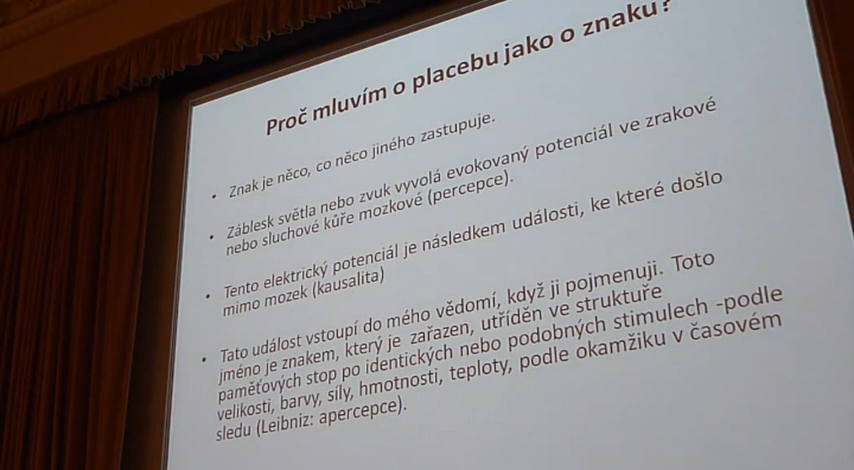 Proč mluvím o placebu jako o znaku?
• Znak je něco, co něco jiného zastupuje.
• Záblesk světla nebo zvuk vyvolá evokovaný potenciál ve zrakové
nebo sluchové kůře mozkové (percepce).
• Tento elektrický potenciál je následkem události, ke které došlo
mimo mozek (kausalita)
• Tato událost vstoupí do mého vědomí, když ji pojmenuji. Toto
jméno je znakem, který je zařazen, utříděn ve struktuře
paměťových stop po identických nebo podobných stimulech -podle
velikosti, barvy, síly, hmotnosti, teploty, podle okamžiku v časovém
sledu (Leibniz: apercepce).